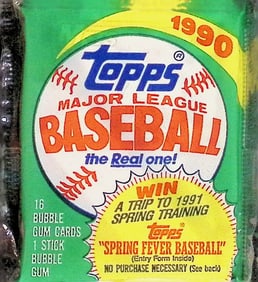 1990
Topps®
MAJOR LEAGUE
BASEBALL
the Real one!
16
BUBBLE
GUM CARDS
1 STICK
BUBBLE
GUM
WIN
A TRIP TO 1991
SPRING TRAINING
Topps
"SPRING FEVER BASEBALL"
(Entry Form Inside)
NO PURCHASE NECESSARY (See back)